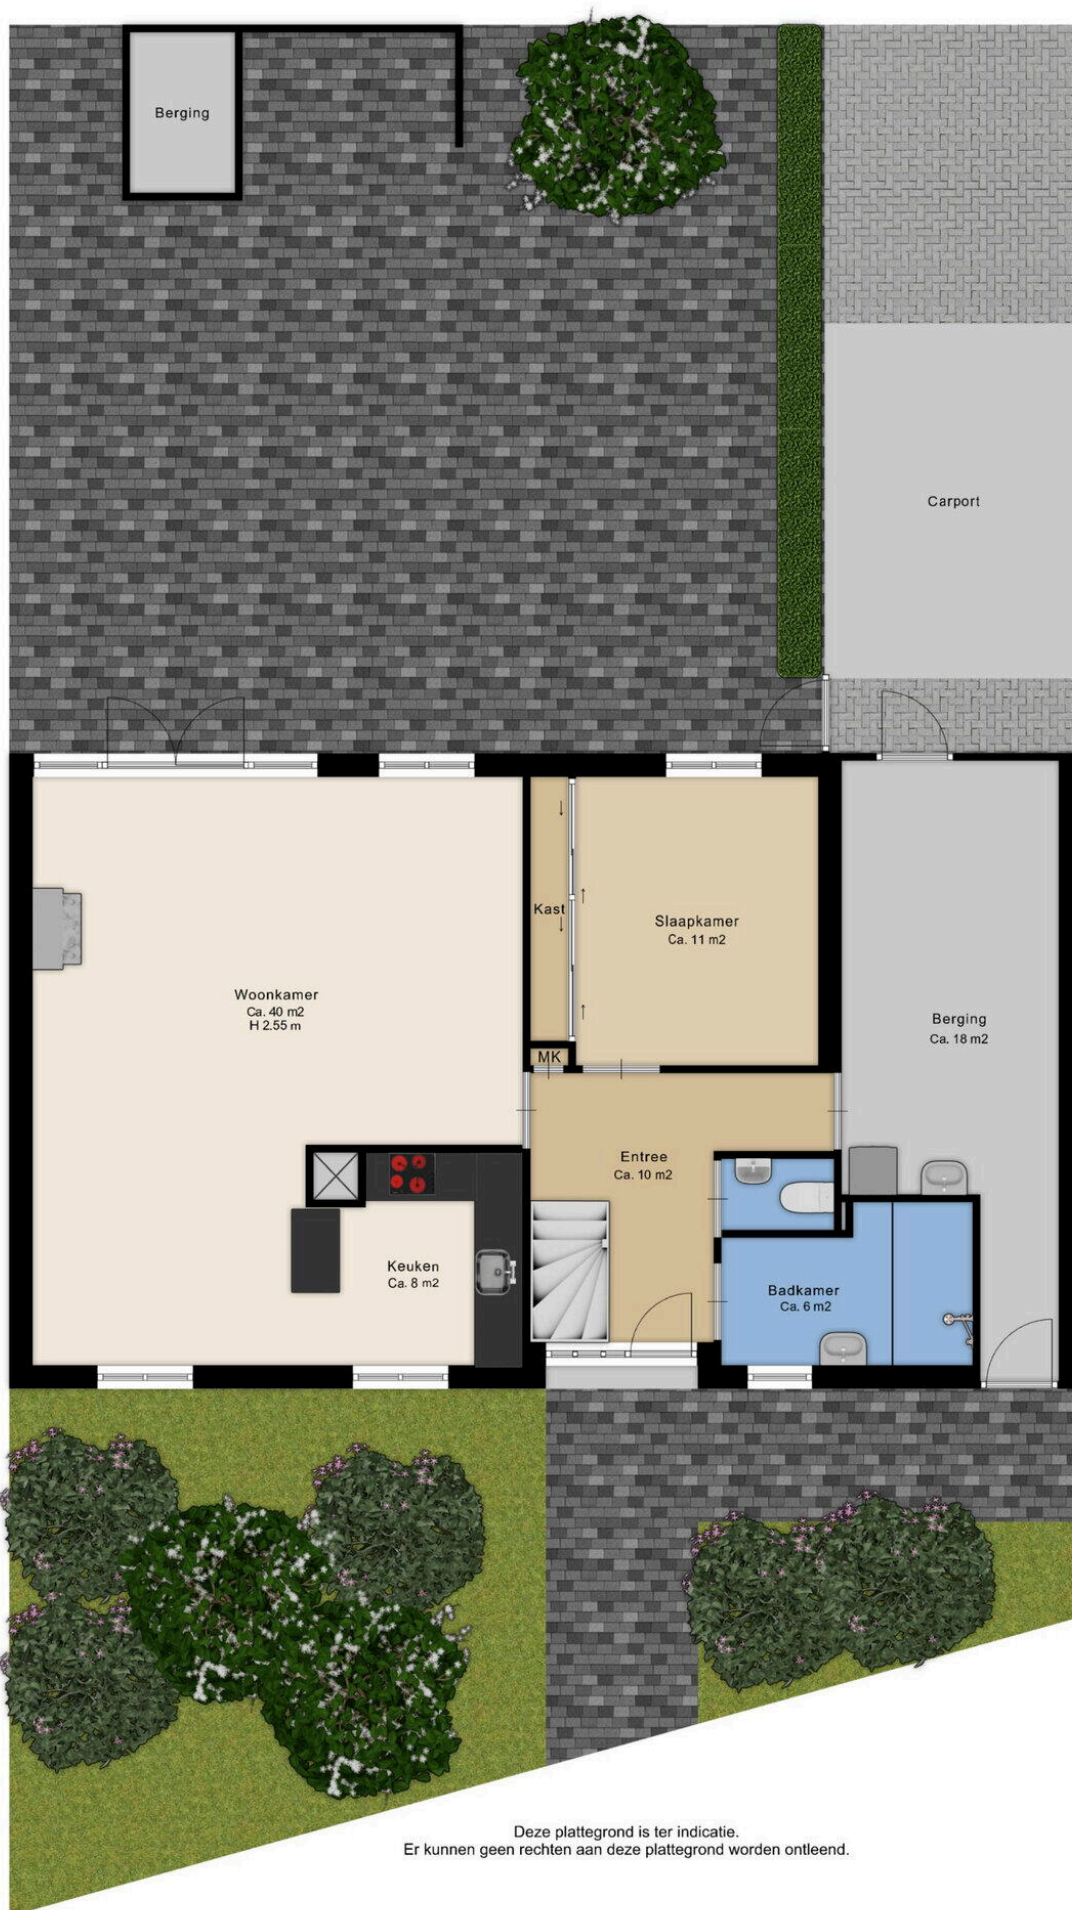 Berging
Carport
Kast
Slaapkamer
Ca. 11 m2
Woonkamer
Ca. 40 m2
H 2.55 m
Berging
Ca. 18 m2
MK
Entree
Ca. 10 m2
Keuken
Ca. 8 m2
Badkamer
Ca. 6 m2
Deze plattegrond is ter indicatie.
Er kunnen geen rechten aan deze plattegrond worden ontleend.